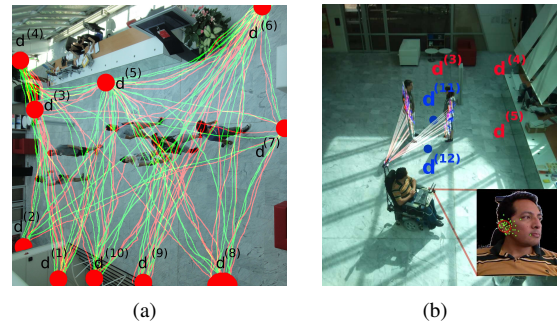 d(6)
d(4)
d(5)
d(3)
d(7)
d(2)
d(8)
d(1)
d(10)
d(9)
(a)
d(3)
d(4)
d(11)
d(5)
d(12)
(b)